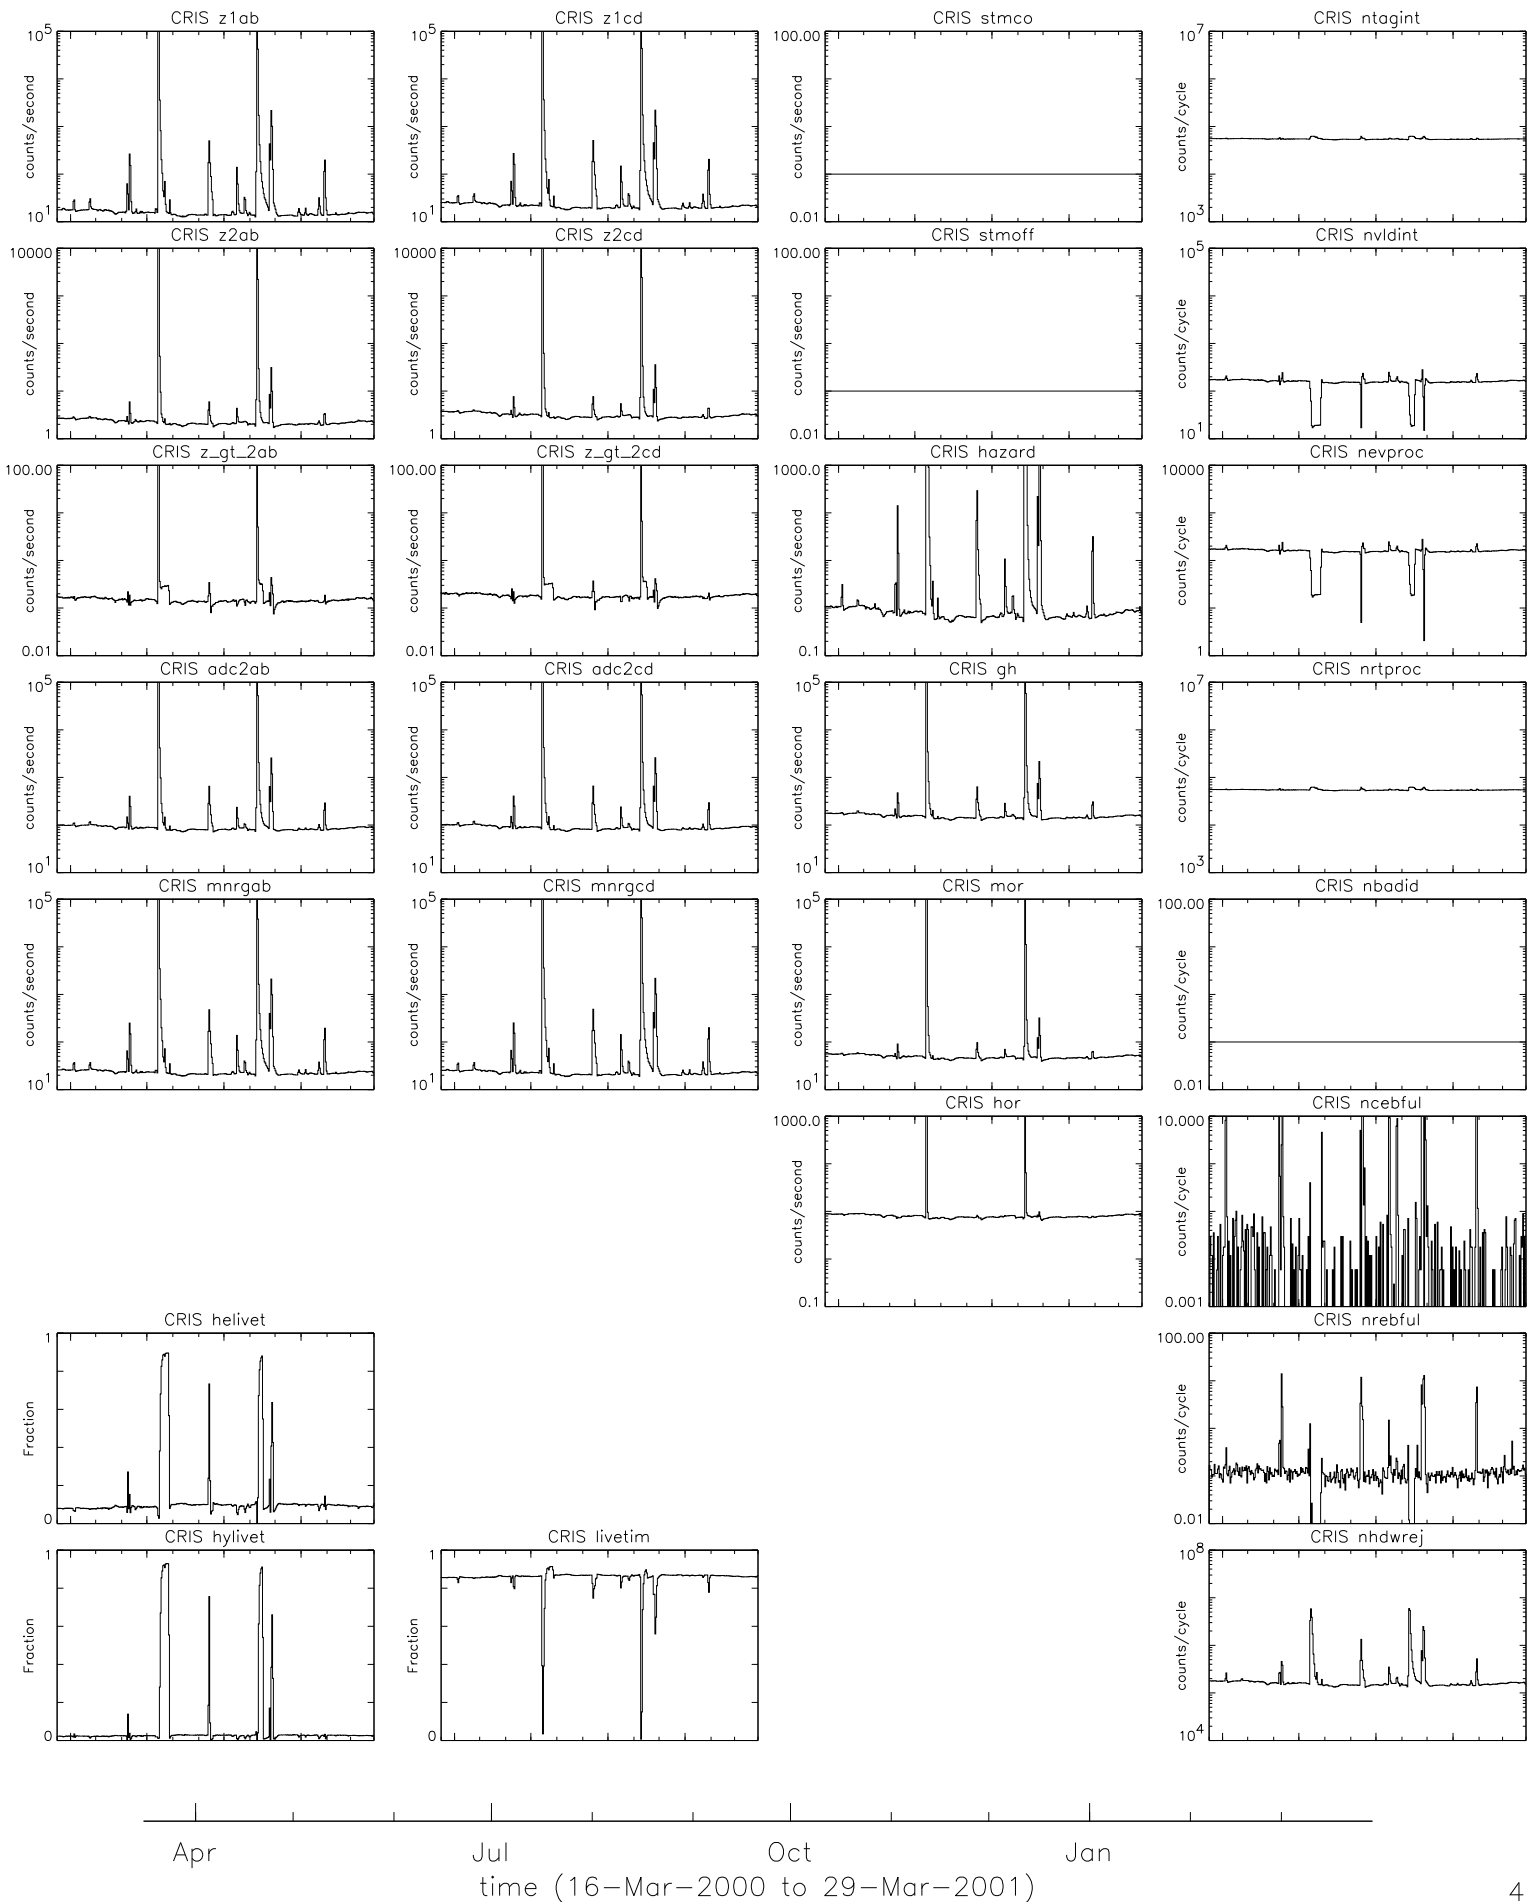 CRIS z1ab
10^5
counts/second
10^1
CRIS z1cd
10^5
counts/second
10^1
CRIS stmco
100.00
counts/second
0.01
CRIS ntagint
10^7
counts/cycle
10^3
CRIS z2ab
10000
counts/second
1
CRIS z2cd
10000
counts/second
1
CRIS stmoff
100.00
counts/second
0.01
CRIS nvldint
10^5
counts/cycle
10^1
CRIS z_gt_2ab
100.00
counts/second
0.01
CRIS z_gt_2cd
100.00
counts/second
0.01
CRIS hazard
1000.0
counts/second
0.1
CRIS nevproc
10000
counts/cycle
1
CRIS adc2ab
10^5
counts/second
10^1
CRIS adc2cd
10^5
counts/second
10^1
CRIS gh
10^5
counts/second
10^1
CRIS nrtproc
10^7
counts/cycle
10^3
CRIS mnrgab
10^5
counts/second
10^1
CRIS mnrgcd
10^5
counts/second
10^1
CRIS mor
10^5
counts/second
10^1
CRIS nbadid
100.00
counts/cycle
0.01
CRIS hor
1000.0
counts/second
0.1
CRIS ncebful
10.000
counts/cycle
0.001
CRIS helivet
1
Fraction
0
CRIS nrebful
100.00
counts/cycle
0.01
CRIS hylivet
1
Fraction
0
CRIS livetim
1
Fraction
0
CRIS nhdwrej
10^8
counts/cycle
10^4
Apr Jul Oct Jan
time (16-Mar-2000 to 29-Mar-2001)
4